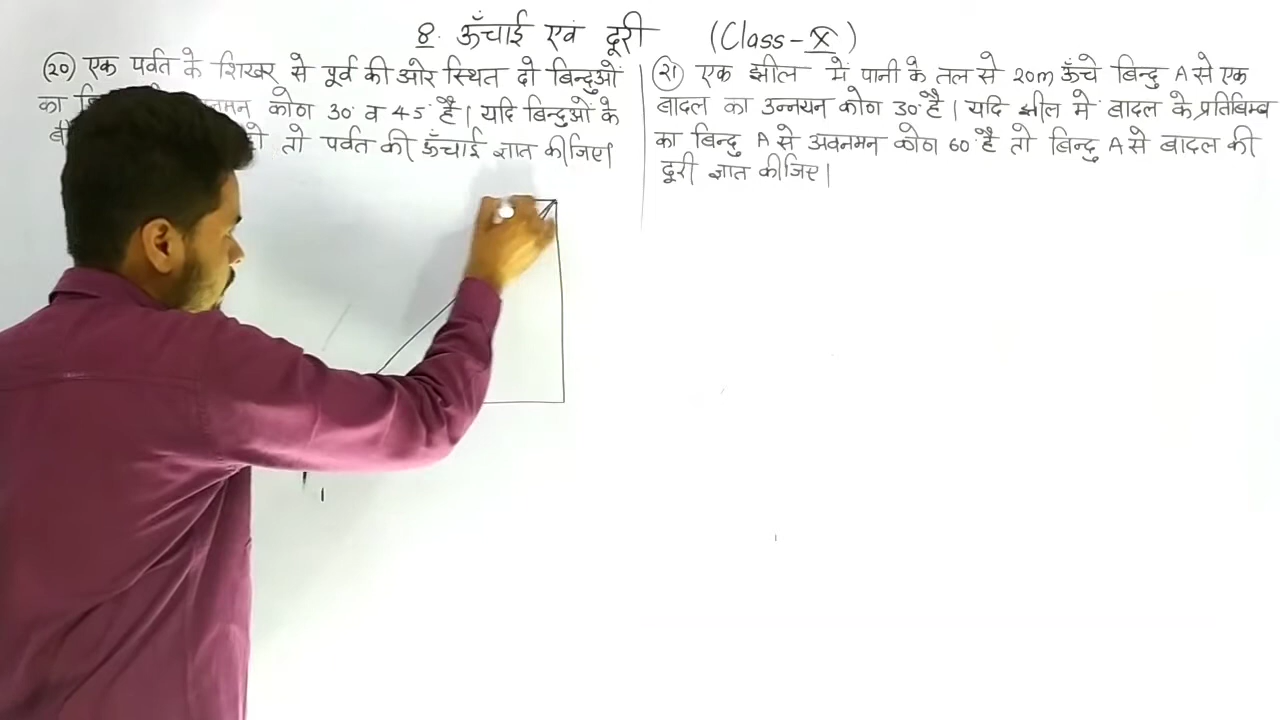 8. ऊँचाई एवं दूरी (Class-X)
(20) एक पर्वत के शिखर से पूर्व की ओर स्थित दो बिन्दुओं
का कोण 30° व 45° है। यदि बिन्दुओं के
तो पर्वत की ऊँचाई ज्ञात कीजिए।
(21) एक झील में पानी के तल से 20m ऊँचे बिन्दु A से एक
बादल का उन्नयन कोण 30° है। यदि झील मे बादल के प्रतिबिम्ब
का बिन्दु A से अवनमन कोण 60° है तो बिन्दु A से बादल की
दूरी ज्ञात कीजिए।